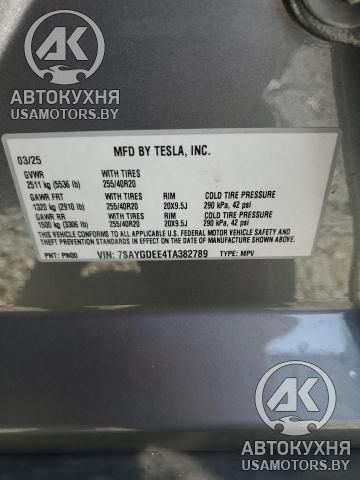 АК
АВТОКУХНЯ
USAMOTORS.BY
03/25
MFD BY TESLA, INC.
GVWR WITH TIRES
2511 kg (5536 lb) 255/40R20
GAWR FRT WITH TIRES RIM COLD TIRE PRESSURE
1320 kg (2910 lb) 255/40R20 20X9.5J 290 kPa, 42 psi
GAWR RR WITH TIRES RIM COLD TIRE PRESSURE
1500 kg (3306 lb) 255/40R20 20X9.5J 290 kPa, 42 psi
THIS VEHICLE CONFORMS TO ALL APPLICABLE U.S. FEDERAL MOTOR VEHICLE
SAFETY AND THEFT PREVENTION STANDARDS IN EFFECT ON THE
DATE OF MANUFACTURE SHOWN ABOVE.
PNT: PN00 VIN: 7SAYGDEE4TA382789 TYPE: MPV
АК
АВТОКУХНЯ
USAMOTORS.BY